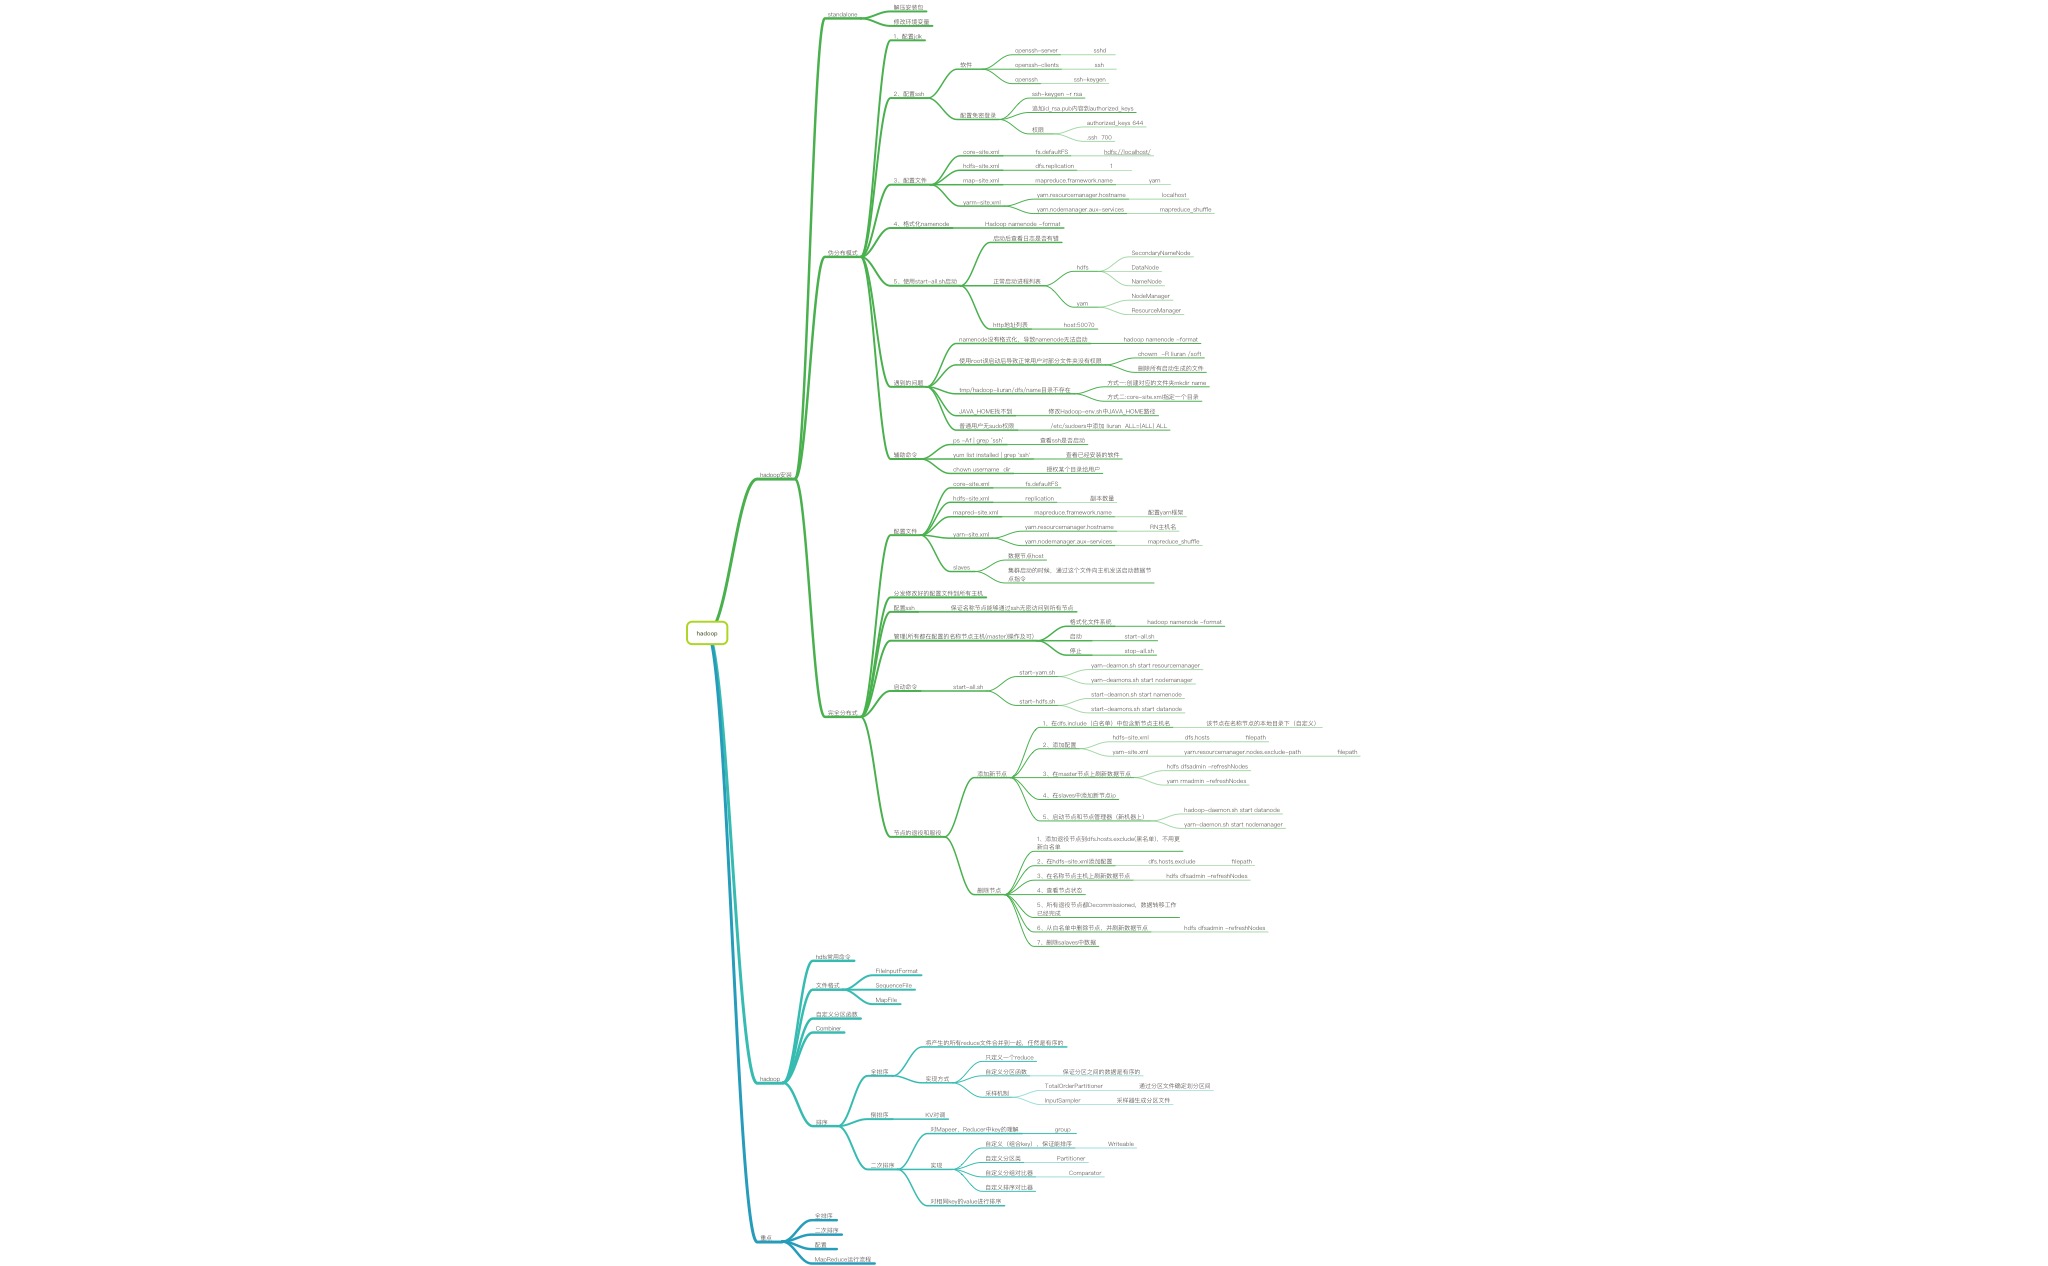 standalone
解压安装包
修改环境变量
1、配置jdk
openssh-server
sshd
软件
openssh-clients
ssh
openssh
ssh-keygen
2、配置ssh
ssh-keygen -r rsa
追加id_rsa.pub内容到authorized_keys
配置免密登录
authorized_keys 644
权限
.ssh 700
core-site.xml
fs.defaultFS
hdfs://localhost/
hdfs-site.xml
dfs.replication
1
3、配置文件
map-site.xml
mapreduce.framework.name
yarn
yarn-site.xml
yarn.resourcemanager.hostname
localhost
yarn.nodemanager.aux-services
mapreduce_shuffle
4、格式化namenode
Hadoop namenode -format
启动后查看日志是否有错
伪分布模式
SecondaryNameNode
hdfs
DataNode
5、使用start-all.sh启动
正常启动进程列表
NameNode
NodeManager
yarn
ResourceManager
http地址列表
host:50070
namenode没有格式化，导致namenode无法启动
hadoop namenode -format
使用root误启动后导致正常用户对部分文件夹没有权限
chown -R liuran /soft
删除所有启动生成的文件
遇到的问题
tmp/hadoop-liuran/dfs/name目录不存在
方式一:创建对应的文件夹mkdir name
方式二:core-site.xml指定一个目录
JAVA_HOME找不到
修改Hadoop-env.sh中JAVA_HOME路径
普通用户无sudo权限
/etc/sudoers中添加 liuran ALL=(ALL) ALL
ps -Af | grep 'ssh'
查看ssh是否启动
辅助命令
yum list installed | grep 'ssh'
查看已经安装的软件
chown username dir
授权某个目录给用户
hadoop安装
core-site.xml
fs.defaultFS
hdfs-site.xml
replication
副本数量
mapred-site.xml
mapreduce.framework.name
配置yarn框架
配置文件
yarn-site.xml
yarn.resourcemanager.hostname
RN主机名
yarn.nodemanager.aux-services
mapreduce_shuffle
slaves
数据节点host
集群启动的时候，通过这个文件向主机发送启动数据节
点指令
分发修改好的配置文件到所有主机
配置ssh
保证名称节点能够通过ssh无密访问到所有节点
格式化文件系统
hadoop namenode -format
管理(所有都在配置的名称节点主机(master)操作及可)
启动
start-all.sh
停止
stop-all.sh
hadoop
启动命令
start-all.sh
start-yarn.sh
yarn-deamon.sh start resourcemanager
yarn-deamons.sh start nodemanager
start-hdfs.sh
start-deamon.sh start namenode
start-deamons.sh start datanode
完全分布式
1、在dfs.include（白名单）中包含新节点主机名
该节点在名称节点的本地目录下（自定义）
2、添加配置
hdfs-site.xml
dfs.hosts
filepath
yarn-site.xml
yarn.resourcemanager.nodes.exclude-path
filepath
添加新节点
3、在master节点上刷新数据节点
hdfs dfsadmin -refreshNodes
yarn rmadmin -refreshNodes
4、在slaves中添加新节点ip
5、启动节点和节点管理器（新机器上）
hadoop-daemon.sh start datanode
yarn-daemon.sh start nodemanager
节点的退役和服役
1、添加退役节点到dfs.hosts.exclude(黑名单)，不用更
新白名单
2、在hdfs-site.xml添加配置
dfs.hosts.exclude
filepath
3、在名称节点主机上刷新数据节点
hdfs dfsadmin -refreshNodes
删除节点
4、查看节点状态
5、所有退役节点都Decommissioned，数据转移工作
已经完成
6、从白名单中删除节点，并刷新数据节点
hdfs dfsadmin -refreshNodes
7、删除salaves中数据
hdfs常用命令
FileInputFormat
文件格式
SequenceFile
MapFile
自定义分区函数
Combiner
hadoop
将产生的所有reduce文件合并到一起，任然是有序的
全排序
只定义一个reduce
实现方式
自定义分区函数
保证分区之间的数据是有序的
采样机制
TotalOrderPartitioner
通过分区文件确定划分区间
InputSampler
采样器生成分区文件
排序
倒排序
KV对调
对Mapeer、Reducer中key的理解
group
自定义（组合key），保证能排序
Writeable
二次排序
实现
自定义分区类
Partitioner
自定义分组对比器
Comparator
自定义排序对比器
对相同key的value进行排序
全排序
二次排序
重点
配置
MapReduce运行流程